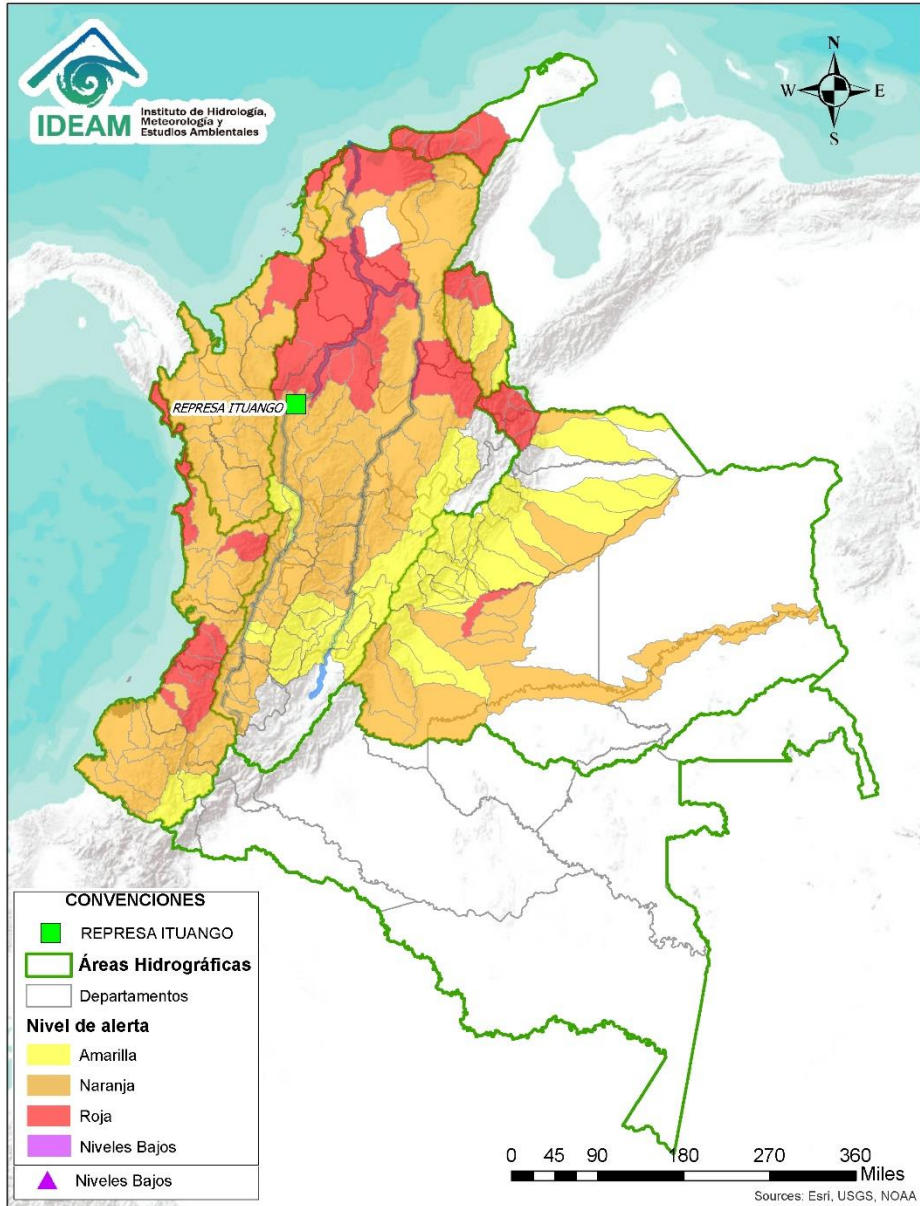 IDEAM
Instituto de Hidrología,
Meteorología y
Estudios Ambientales
N
W
E
S
REPRESA ITUANGO
CONVENCIONES
REPRESA ITUANGO
Áreas Hidrográficas
Departamentos
Nivel de alerta
Amarilla
Naranja
Roja
Niveles Bajos
Niveles Bajos
0 45 90 180 270 360
Miles
Sources: Esri, USGS, NOAA